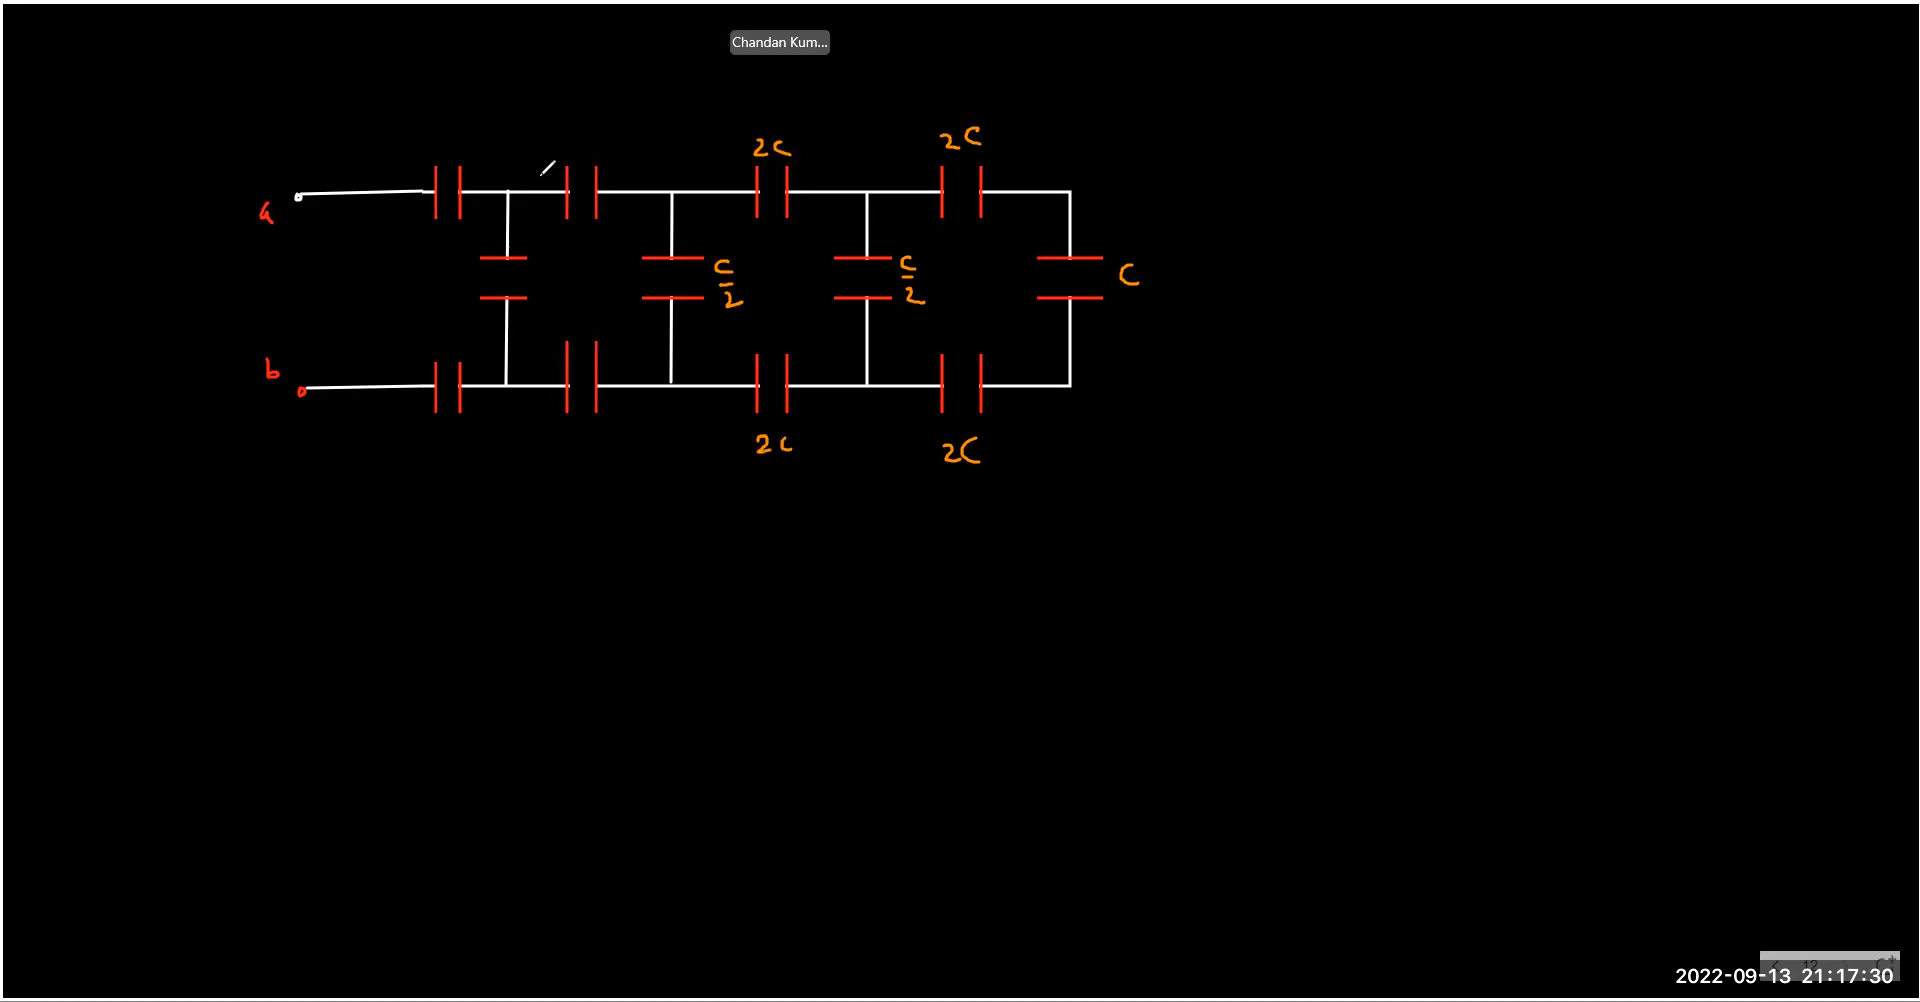 Chandan Kum...
2C 2C
a
C/2 C/2 C
b
2C 2C
2022-09-13 21:17:30